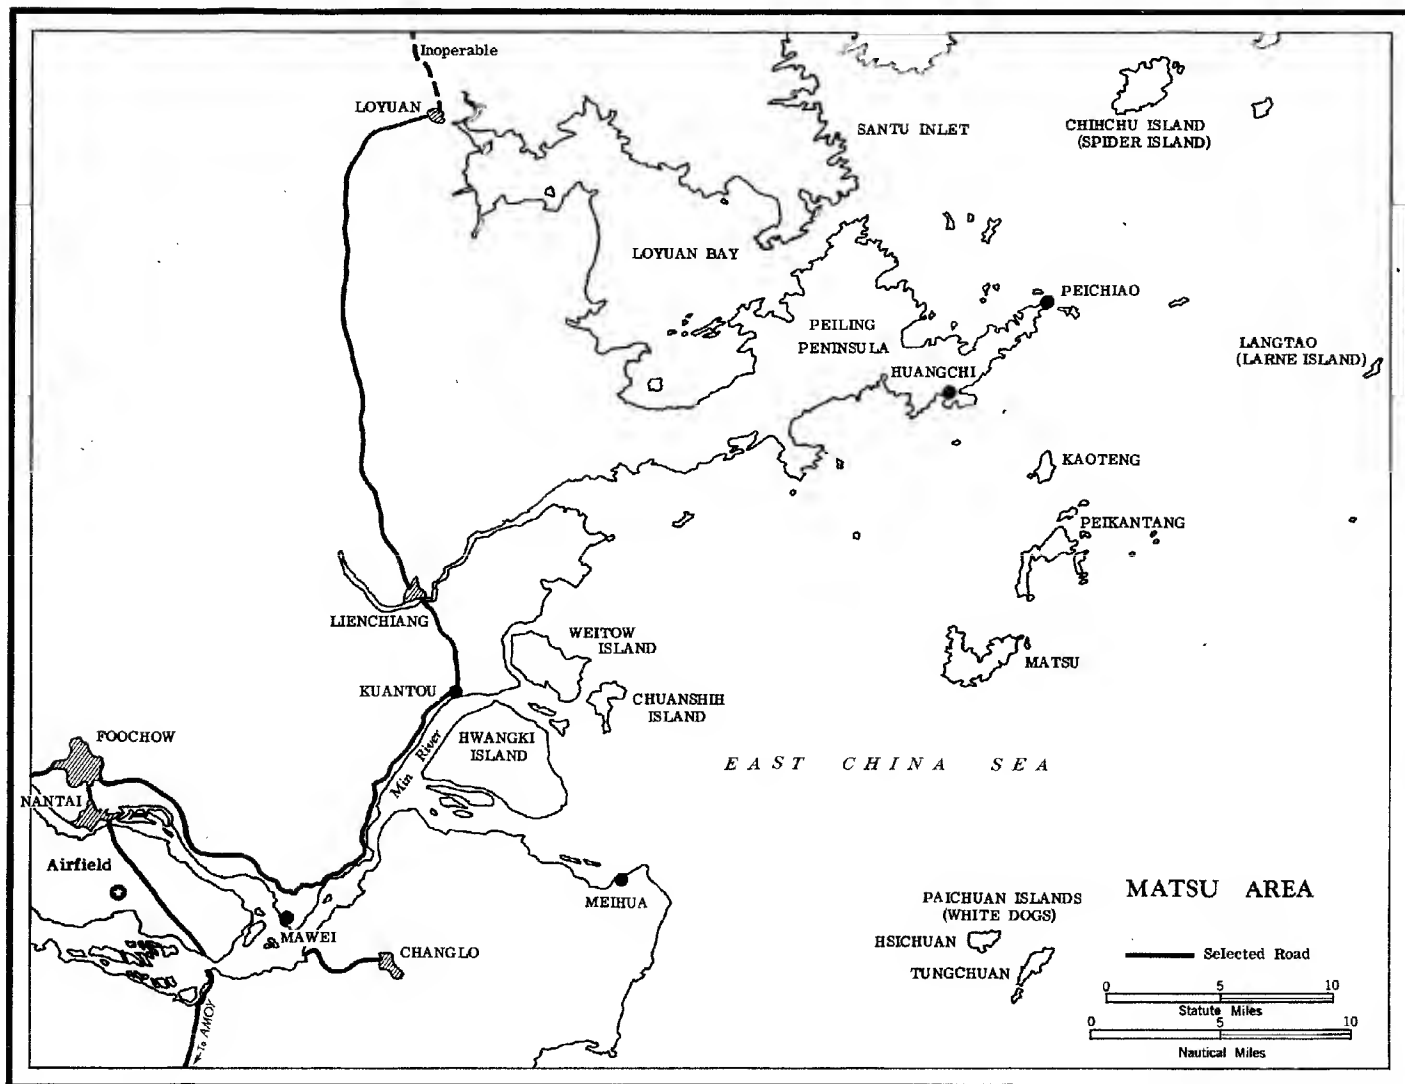 Inoperable
LOYUAN
SANTU INLET
CHIHCHU ISLAND
(SPIDER ISLAND)
LOYUAN BAY
PEICHIAO
PEILING
PENINSULA
LANGTAO
(LARNE ISLAND)
HUANGCHI
KAOTENG
PEIKANTANG
LIENCHIANG
WEITOW
ISLAND
MATSU
KUANTOU
CHUANSHIH
ISLAND
FOOCHOW
HWANGKI
ISLAND
Min River
EAST CHINA SEA
NANTAI
Airfield
MEIHUA
MAWEI
CHANGLO
PAICHUAN ISLANDS
(WHITE DOGS)
HSICHUAN
TUNGCHUAN
To AMOY
MATSU AREA
Selected Road
0 5 10
Statute Miles
0 5 10
Nautical Miles